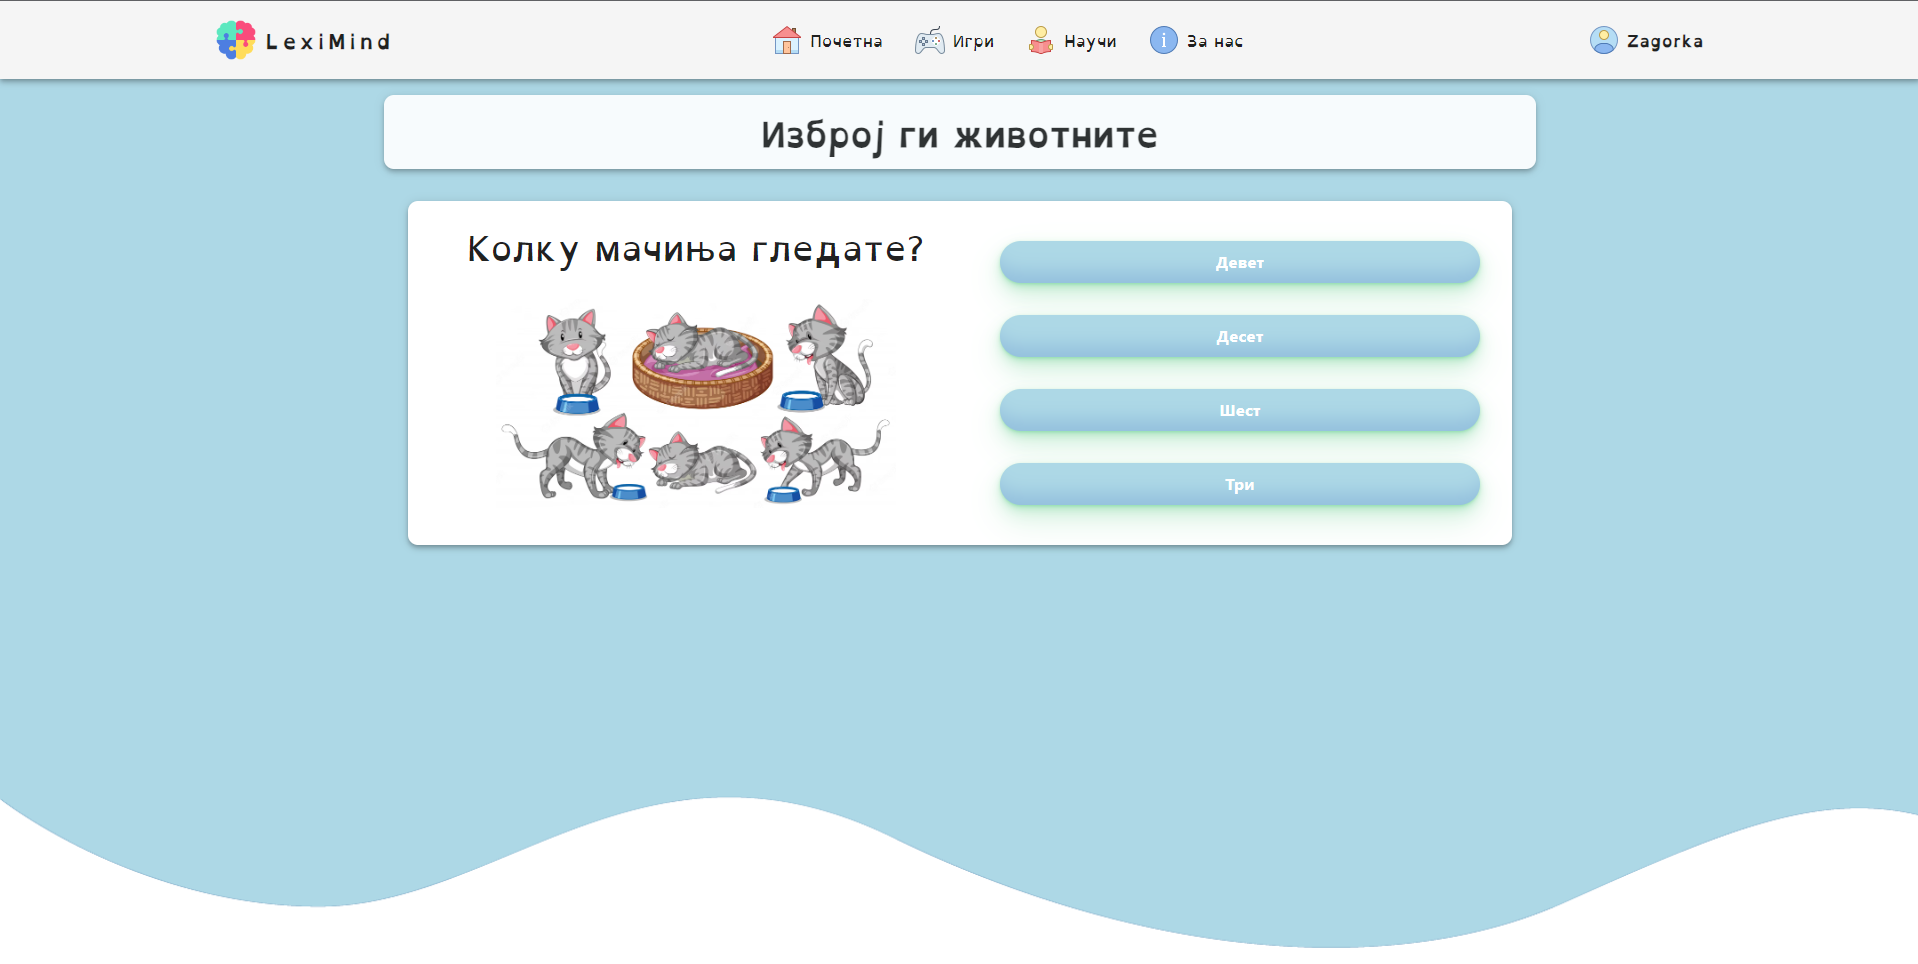 LexiMind
Почетна
Игри
Научи
За нас
Zagorka
Изброј ги животните
Колку мачиња гледате?
Девет
Десет
Шест
Три